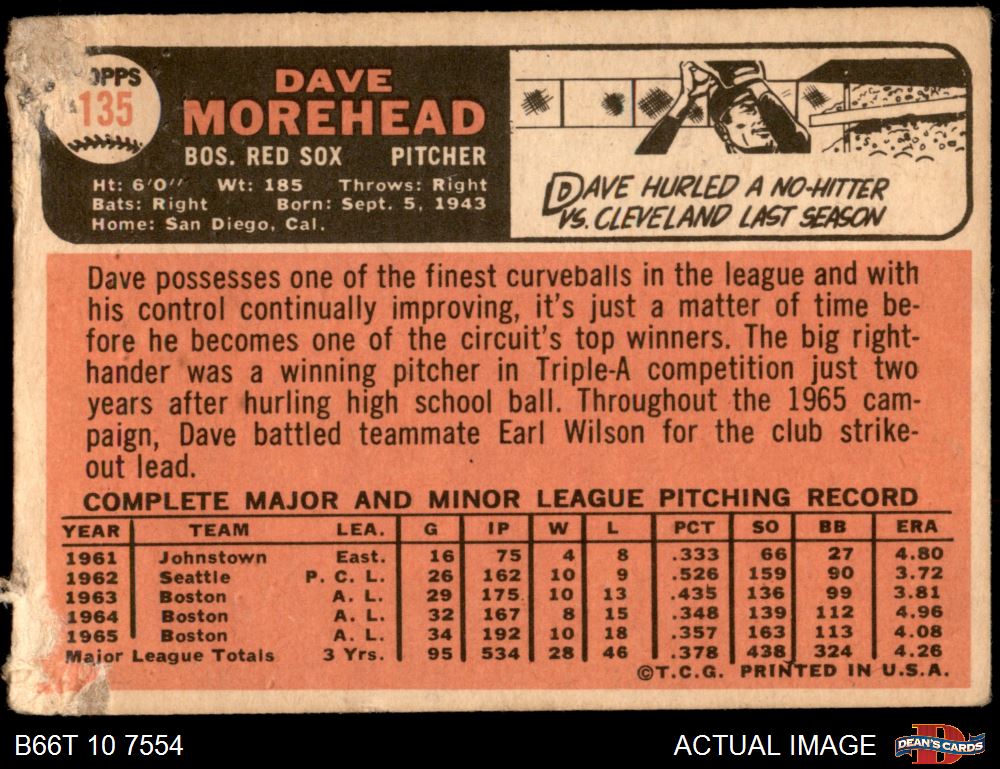 135
DAVE
MOREHEAD
BOS. RED SOX PITCHER
Ht: 6'0" Wt: 185 Throws: Right
Bats: Right Born: Sept. 5, 1943
Home: San Diego, Cal.
DAVE HURLED A NO-HITTER
VS. CLEVELAND LAST SEASON
Dave possesses one of the finest curveballs in the league and with
his control continually improving, it's just a matter of time be-
fore he becomes one of the circuit's top winners. The big right-
hander was a winning pitcher in Triple-A competition just two
years after hurling high school ball. Throughout the 1965 cam-
paign, Dave battled teammate Earl Wilson for the club strike-
out lead.
COMPLETE MAJOR AND MINOR LEAGUE PITCHING RECORD
YEAR TEAM LEA. G IP W L PCT SO BB ERA
1961 Johnstown East. 16 75 4 8 .333 66 27 4.80
1962 Seattle P. C. L. 26 162 10 9 .526 159 90 3.72
1963 Boston A. L. 29 175 10 13 .435 136 99 3.81
1964 Boston A. L. 32 167 8 15 .348 139 112 4.96
1965 Boston A. L. 34 192 10 18 .357 163 113 4.08
Major League Totals 3 Yrs. 95 534 28 46 .378 438 324 4.26
©T.C.G. PRINTED IN U.S.A.
B66T 10 7554 ACTUAL IMAGE DEAN'S CARDS